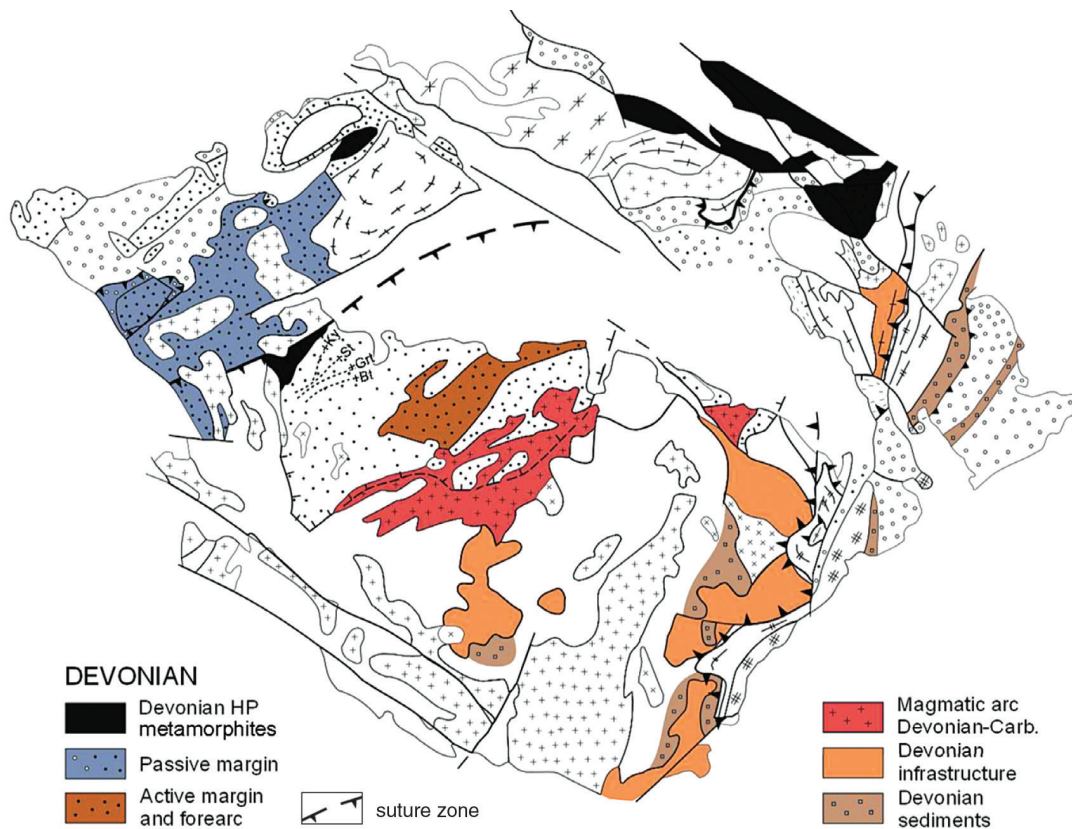 +Ky
+St
+Grt
+Bt
DEVONIAN
Devonian HP
metamorphites
Passive margin
Active margin
and forearc
suture zone
Magmatic arc
Devonian-Carb.
Devonian
infrastructure
Devonian
sediments